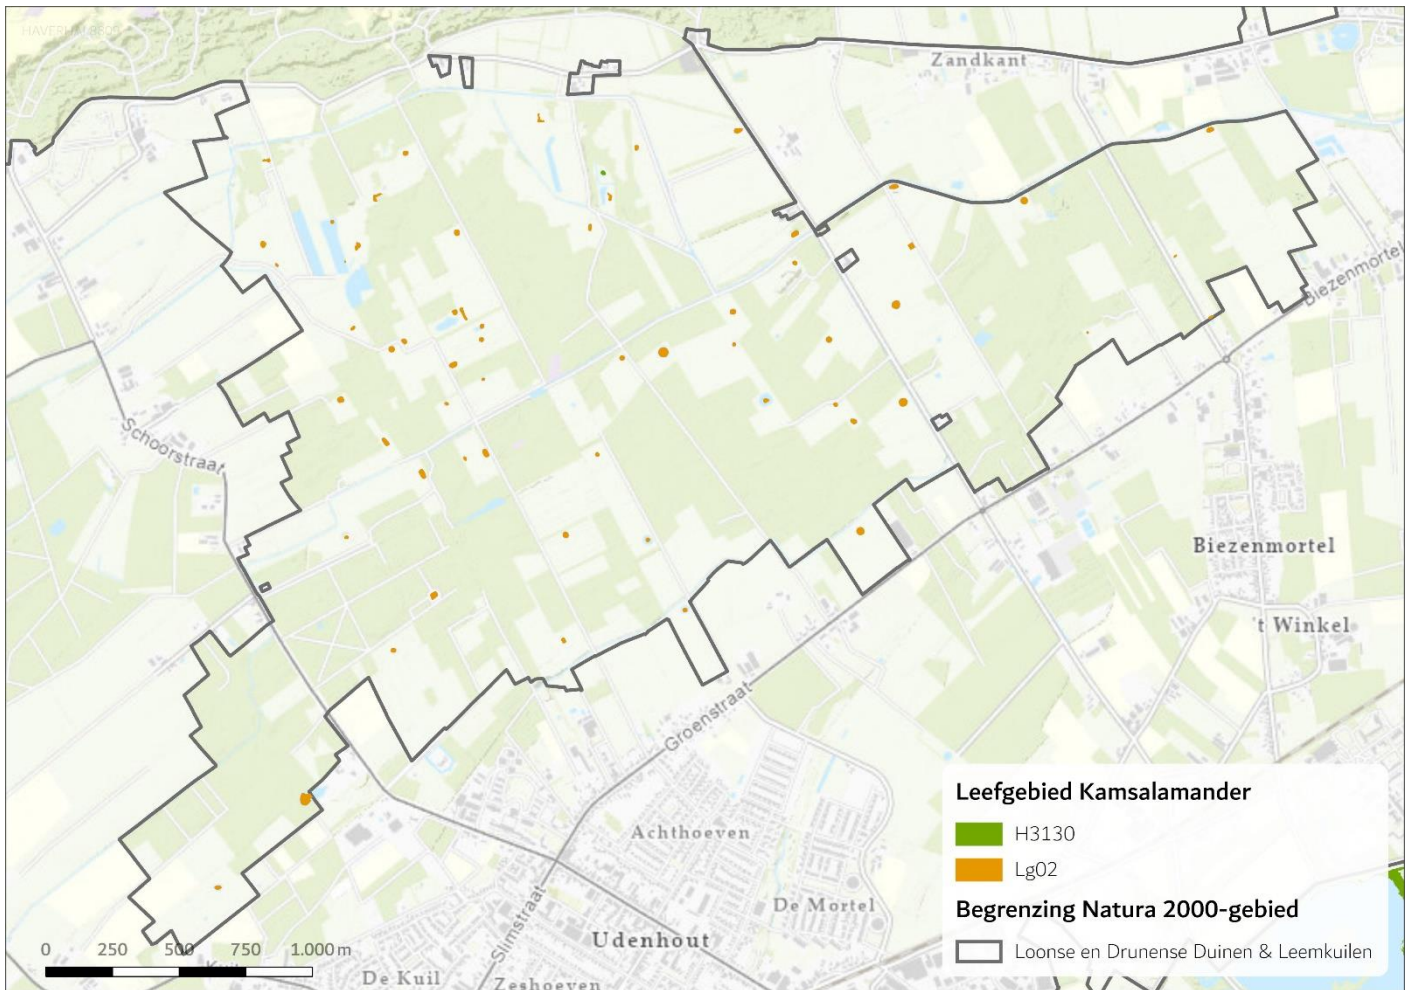 Zandkant
Biezenmortel
Schoorstraat
Biezenmortel
't Winkel
Groenstraat
Achthoeven
De Mortel
Slimstraat
Udenhout
De Kuil
Zeshoeven
0 250 500 750 1.000 m
Leefgebied Kamsalamander
H3130
Lg02
Begrenzing Natura 2000-gebied
Loonse en Drunense Duinen & Leemkuilen